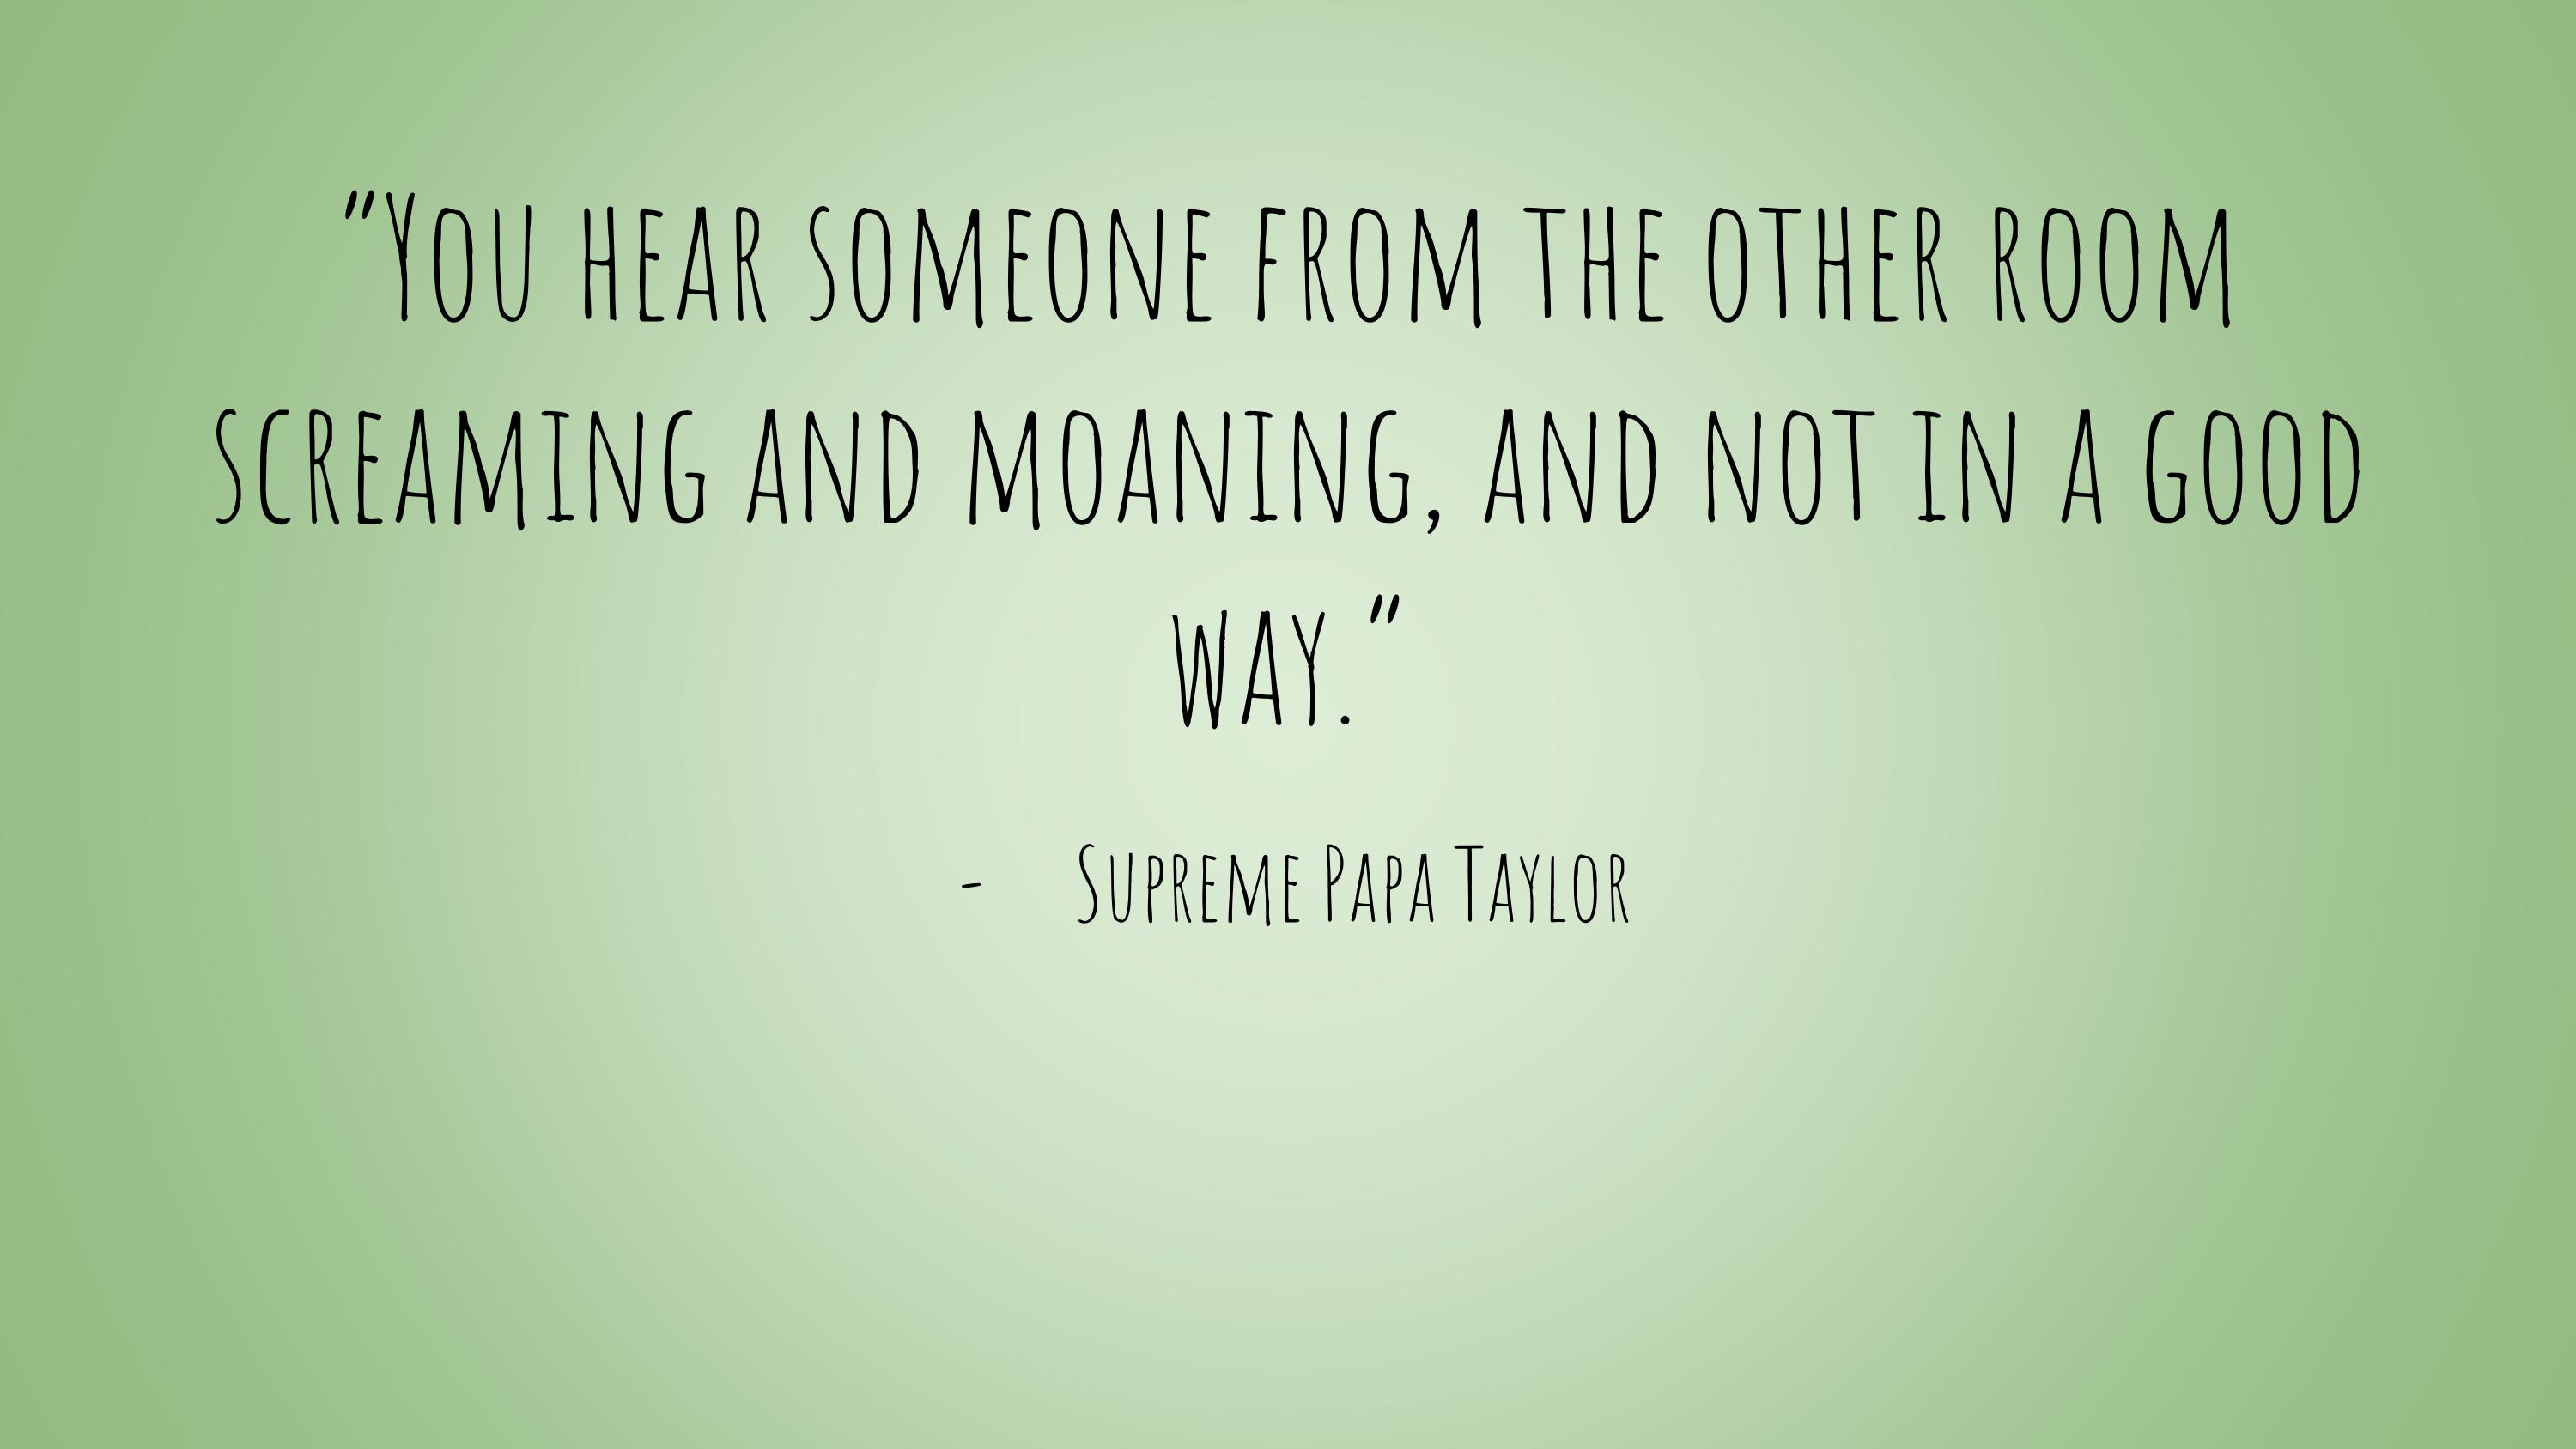 "You hear someone from the other room
screaming and moaning, and not in a good
way."
- Supreme Papa Taylor